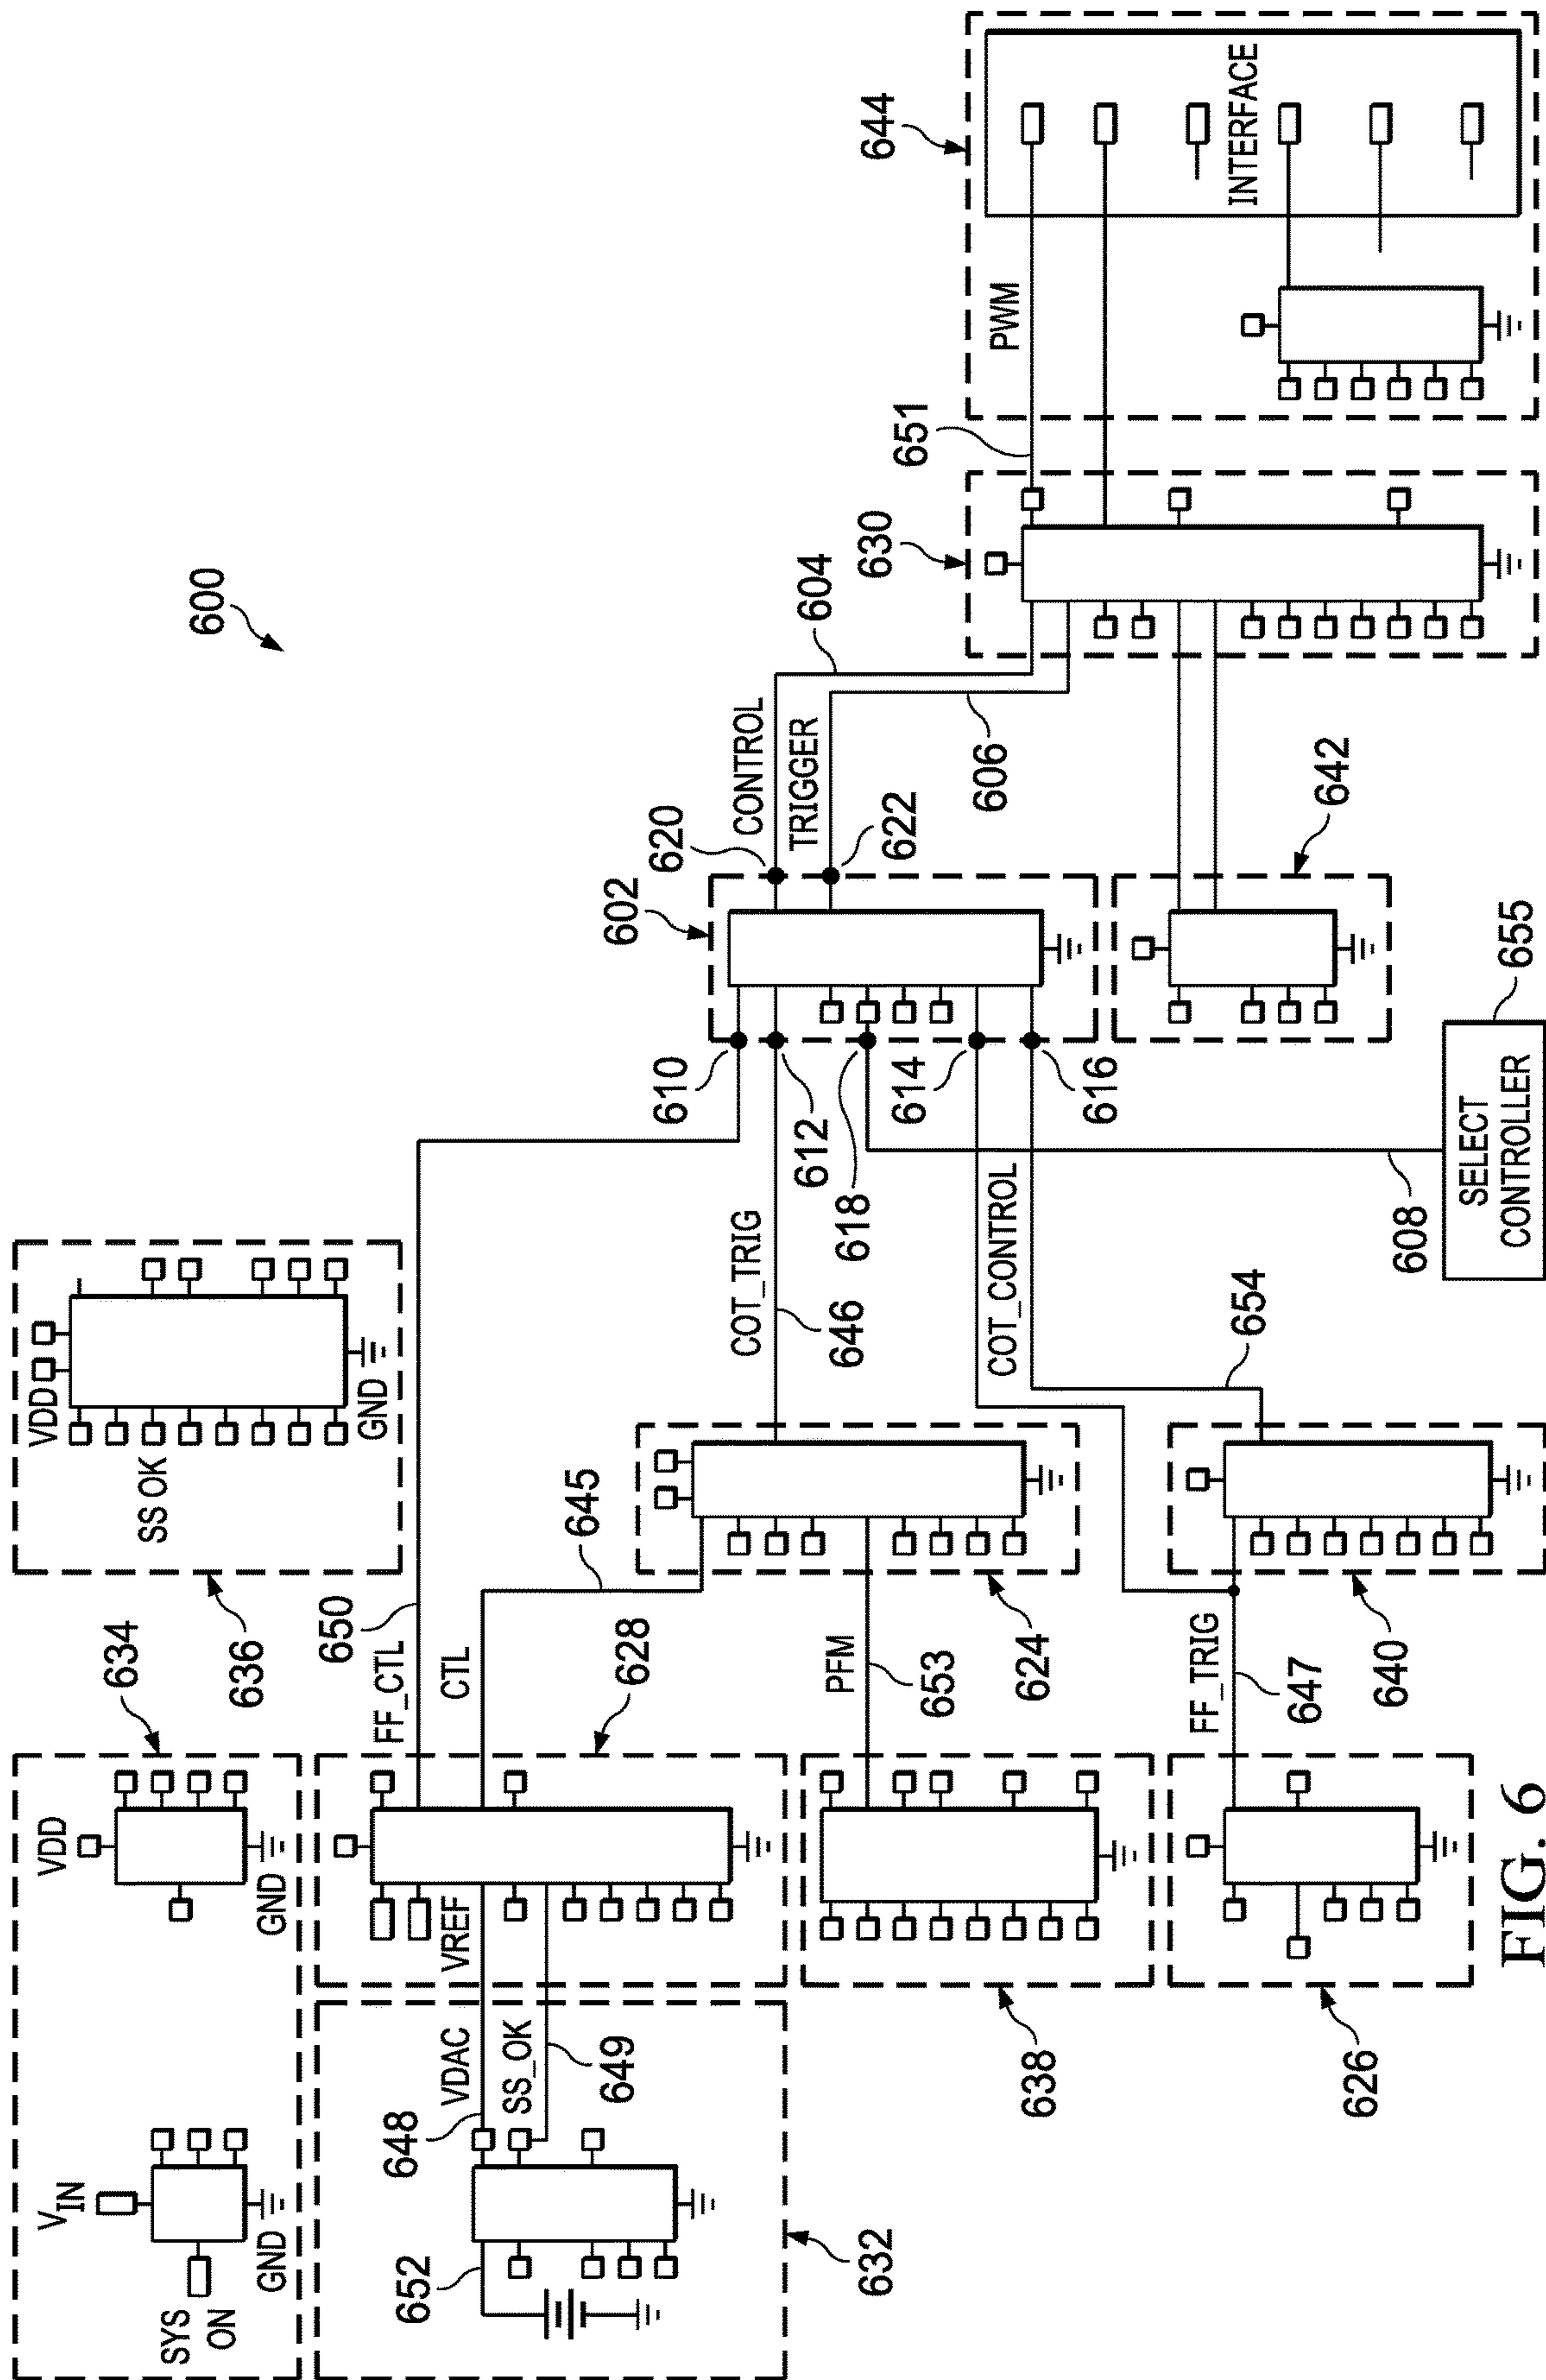 600
VIN
SYS
ON
GND
VDD
GND
634
VDD
SS OK
GND
636
652
648
VDAC
SS_OK
649
632
VREF
FF_CTL
650
CTL
628
645
COT_TRIG
646
624
PFM
653
638
FF_TRIG
647
626
640
654
COT_CONTROL
610
612
618
614
616
608
SELECT
CONTROLLER
655
602
620
622
CONTROL
TRIGGER
604
606
642
630
651
PWM
644
INTERFACE
FIG. 6